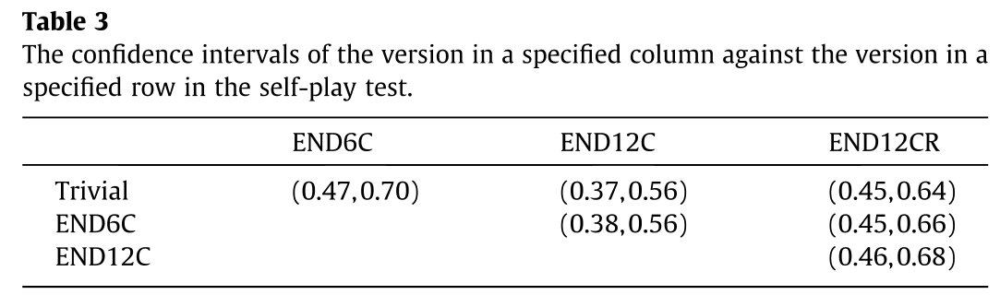 Table 3
The confidence intervals of the version in a specified column against the version in a
specified row in the self-play test.
END6C END12C END12CR
Trivial (0.47,0.70) (0.37,0.56) (0.45,0.64)
END6C (0.38,0.56) (0.45,0.66)
END12C (0.46,0.68)